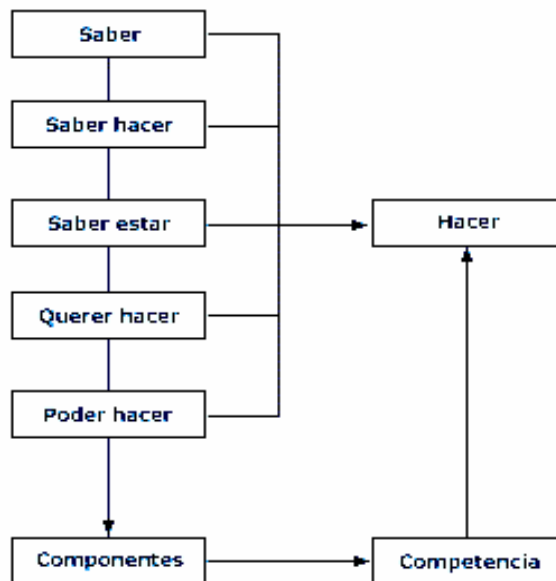 Saber
Saber hacer
Saber estar
Hacer
Querer hacer
Poder hacer
Componentes
Competencia